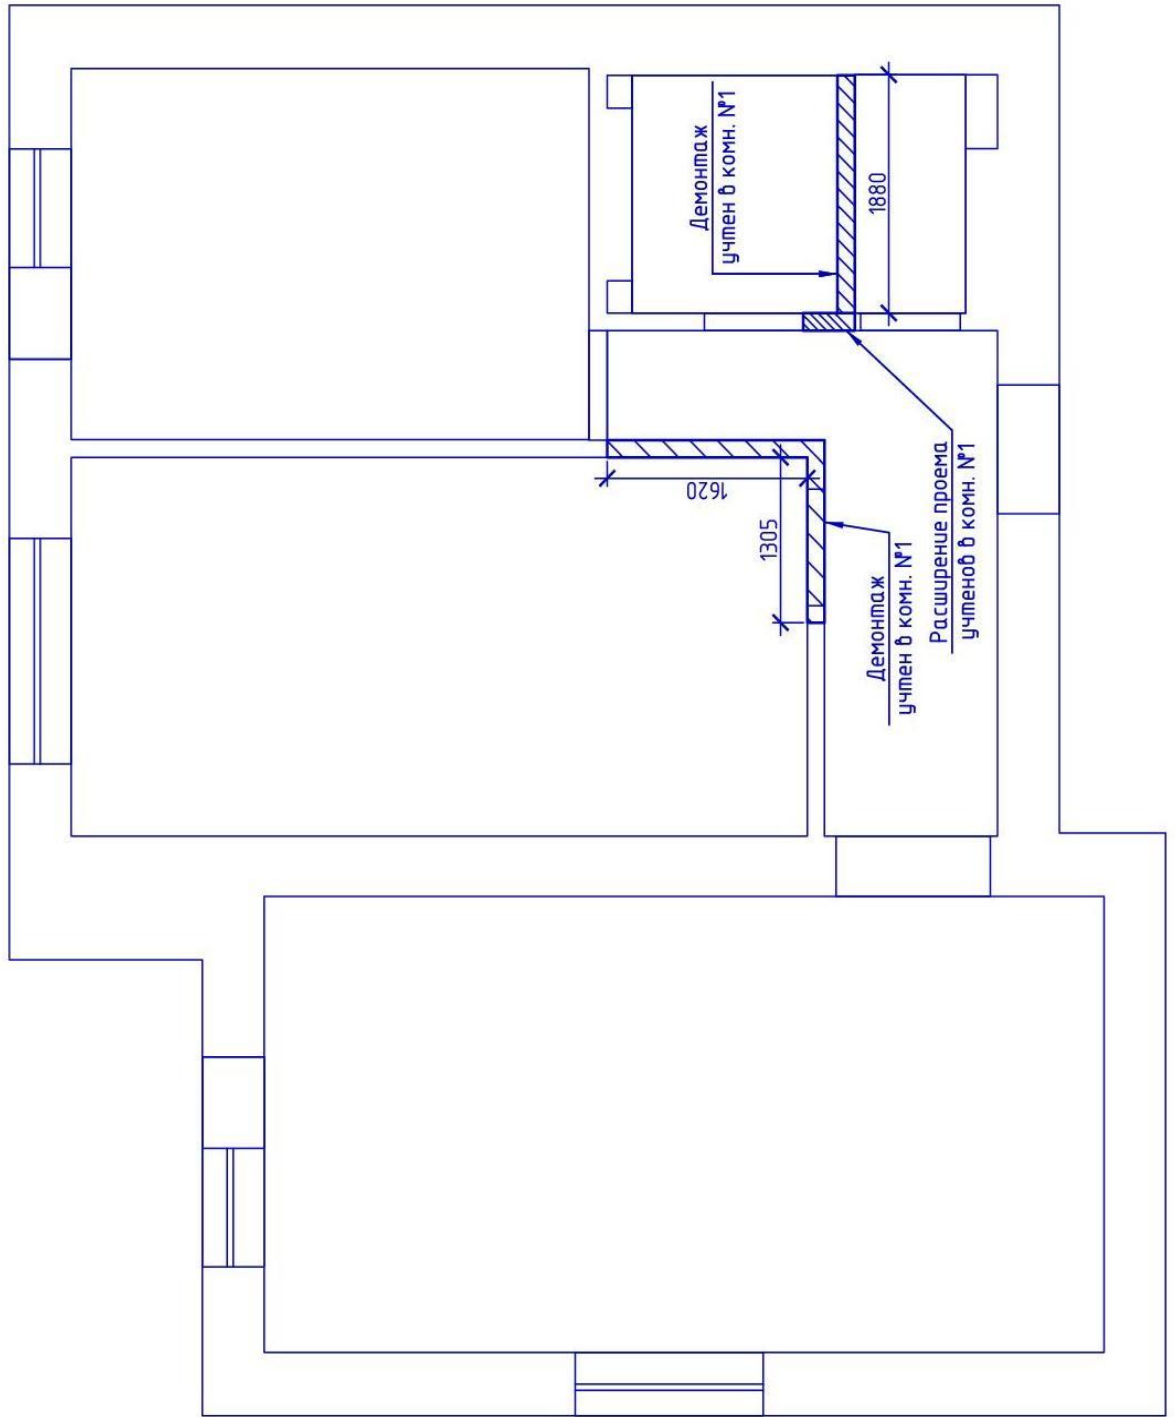 Демонтаж
учтен в комн. №1
1880
1620
1305
Демонтаж
учтен в комн. №1
Расширение проема
учтенов в комн. №1